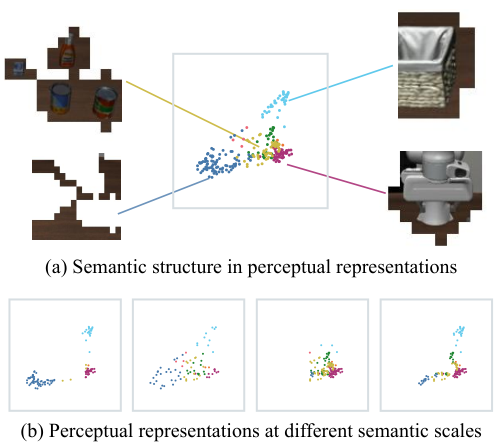 (a) Semantic structure in perceptual representations
(b) Perceptual representations at different semantic scales